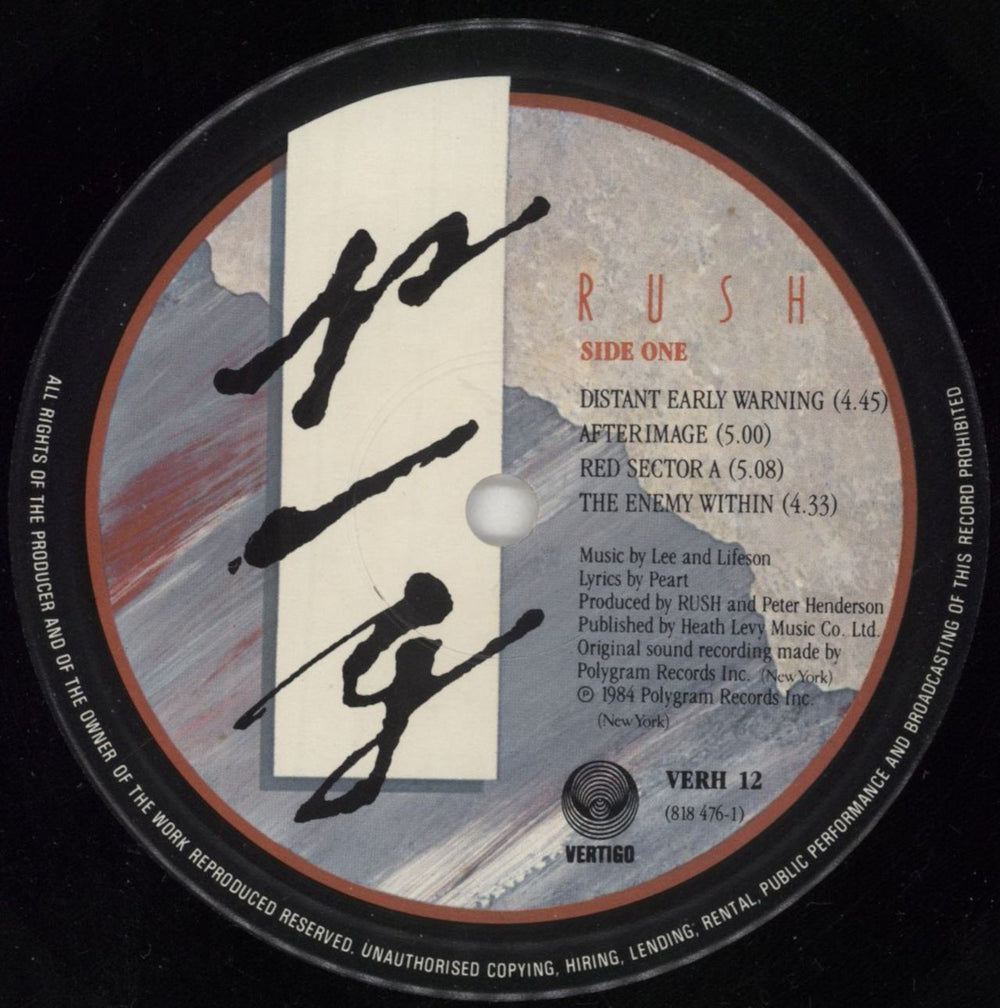 カ
一
子
RUSH
SIDE ONE
DISTANT EARLY WARNING (4.45)
AFTERIMAGE (5.00)
RED SECTOR A (5.08)
THE ENEMY WITHIN (4.33)
Music by Lee and Lifeson
Lyrics by Peart
Produced by RUSH and Peter Henderson
Published by Heath Levy Music Co. Ltd.
Original sound recording made by
Polygram Records Inc. (New York)
Ⓟ 1984 Polygram Records Inc.
(New York)
VERH 12
(818 476-1)
VERTIGO
ALL RIGHTS OF THE PRODUCER AND OF THE OWNER OF THE WORK REPRODUCED RESERVED. UNAUTHORISED COPYING, HIRING, LENDING, RENTAL, PUBLIC PERFORMANCE AND BROADCASTING OF THIS RECORD PROHIBITED